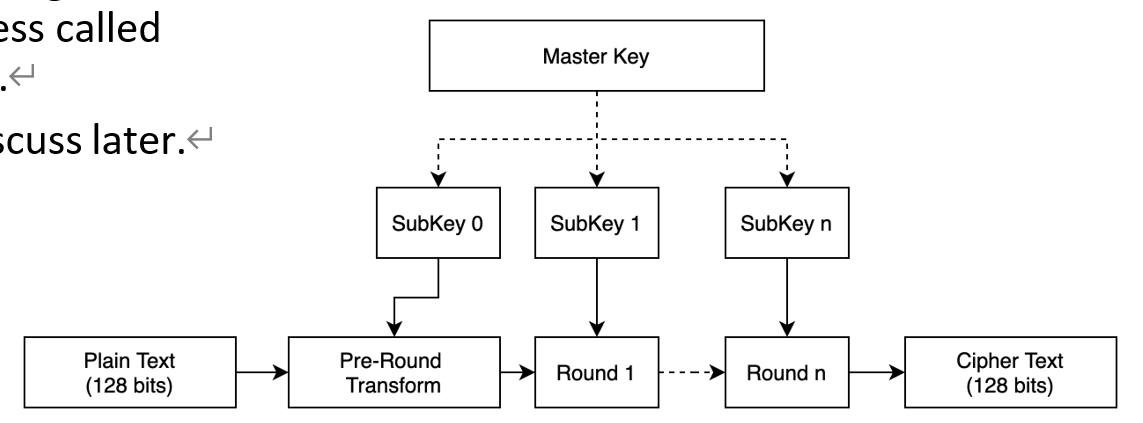 ess called
.↵
scuss later.↵
Master Key
SubKey 0
SubKey 1
SubKey n
Plain Text
(128 bits)
Pre-Round
Transform
Round 1
Round n
Cipher Text
(128 bits)